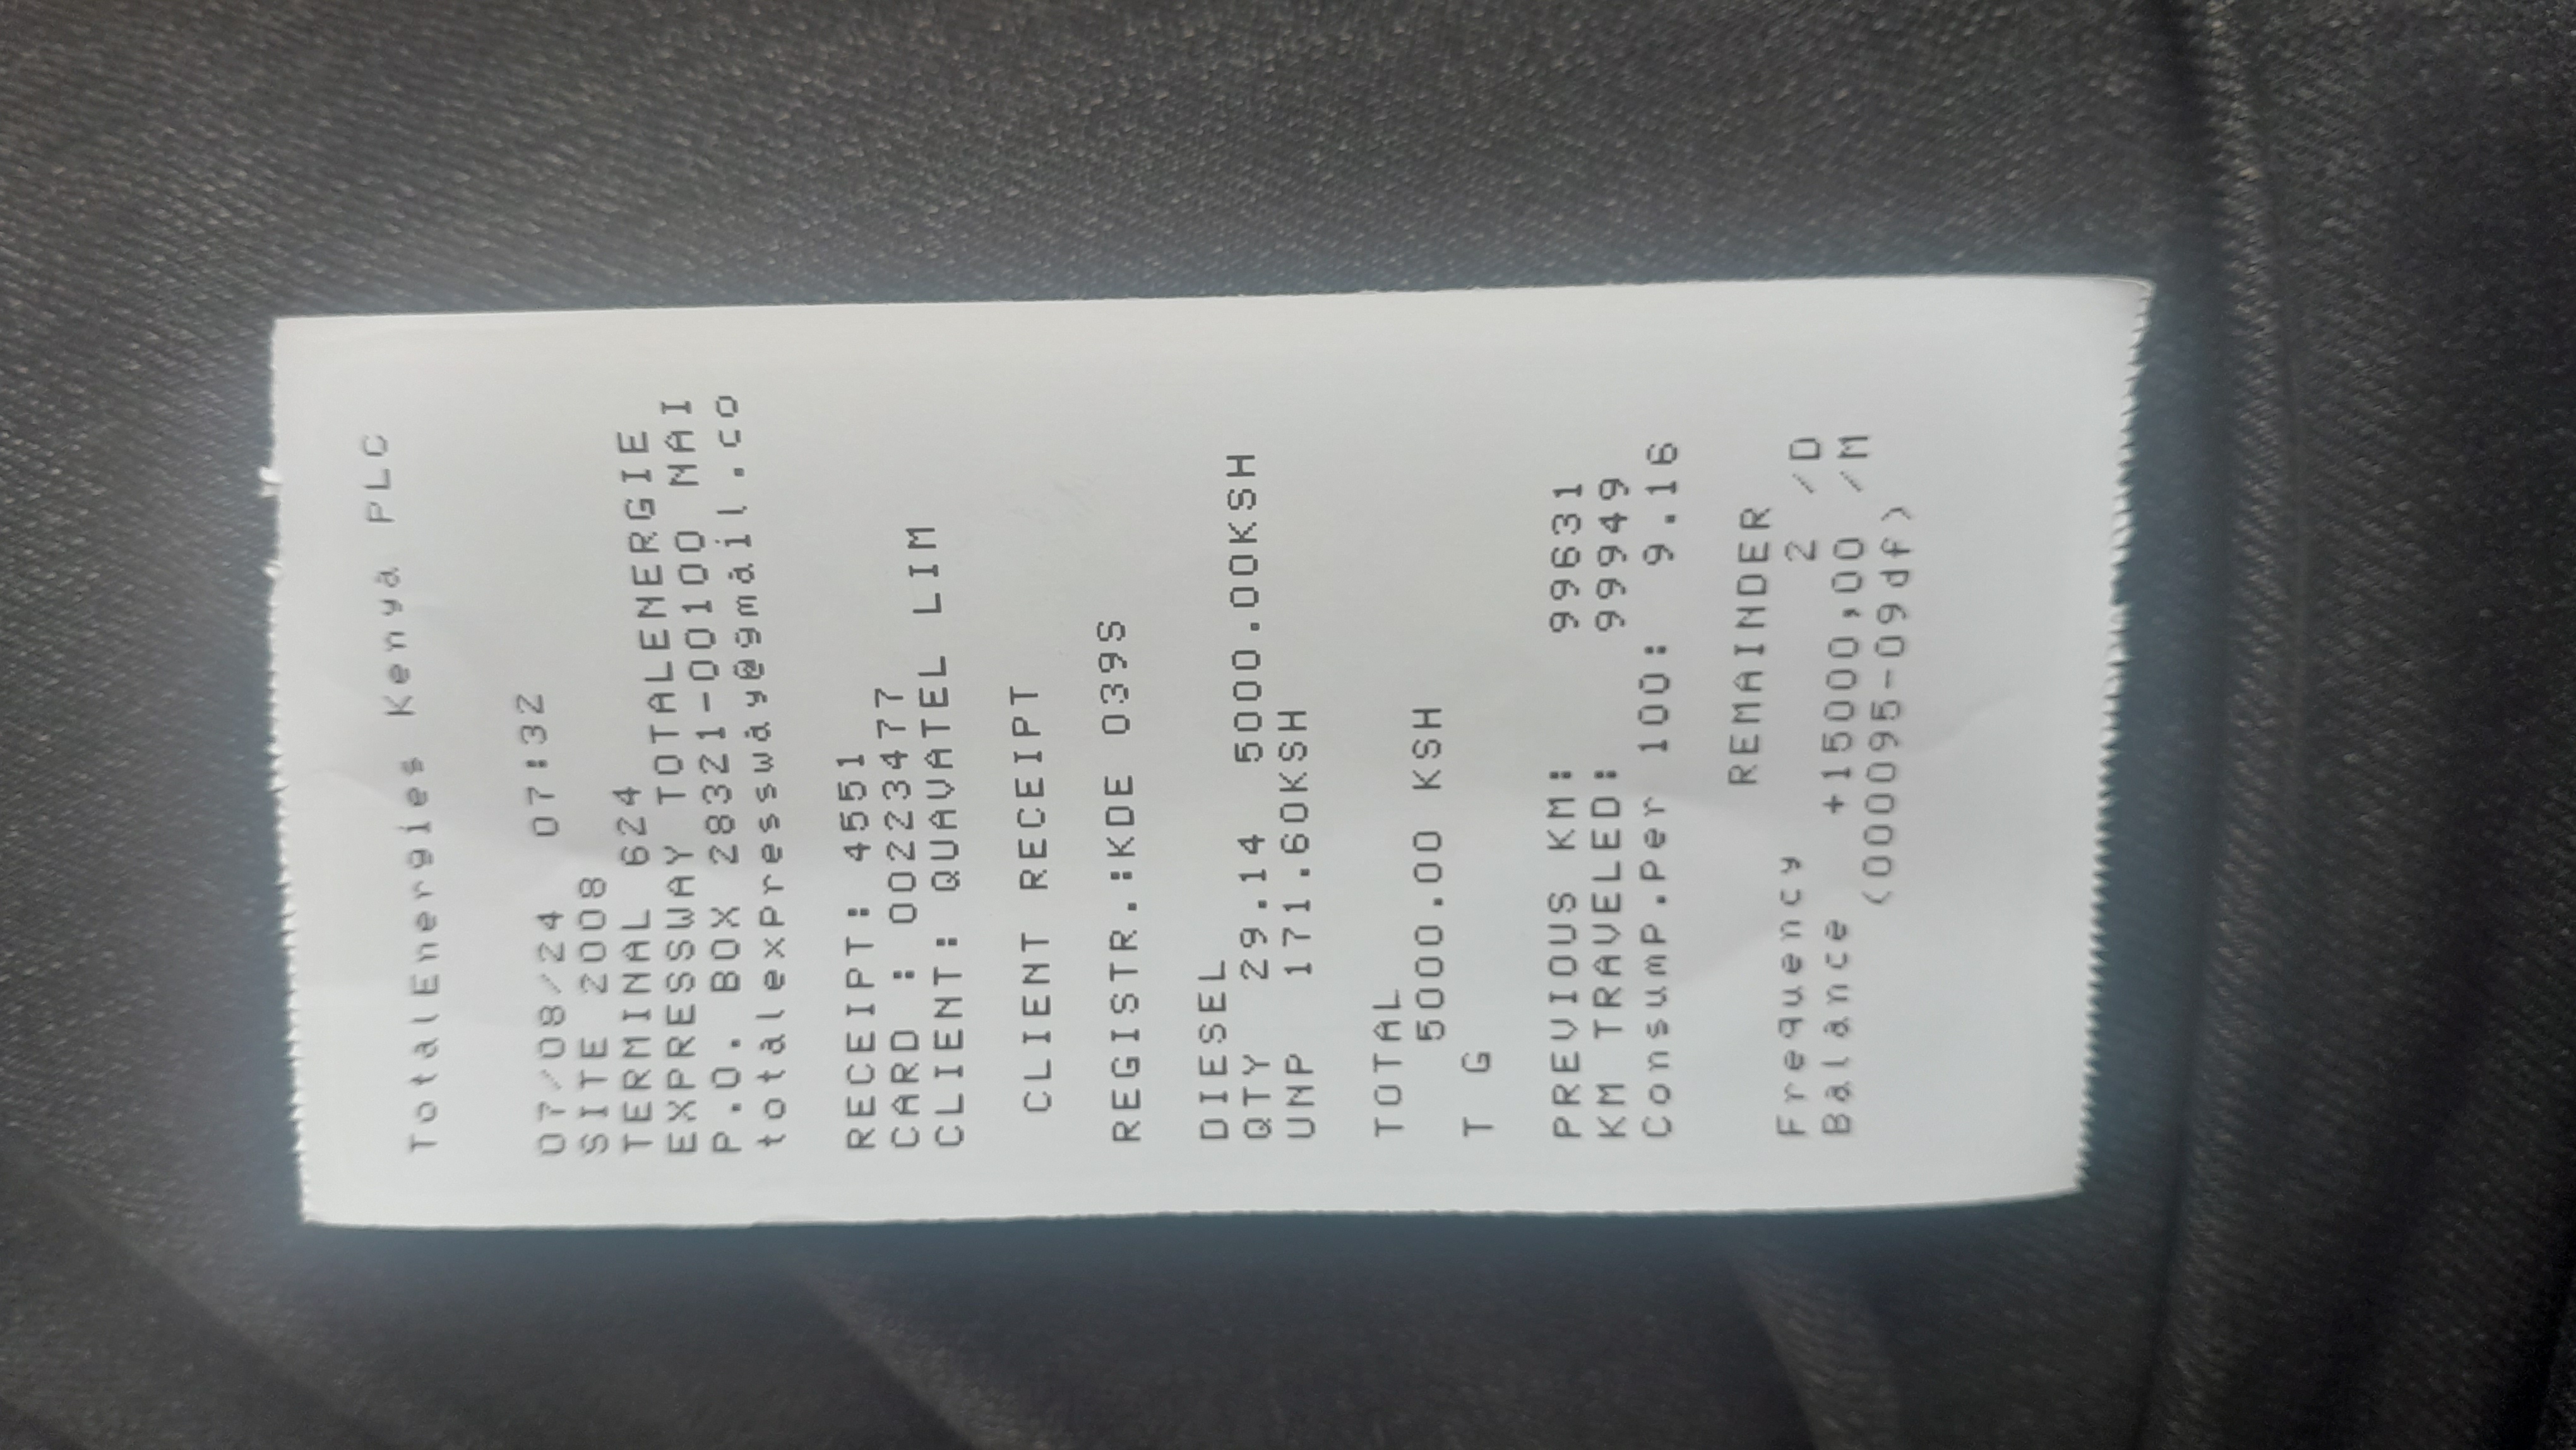 TotalEnergies Kenya PLC
07/08/24 07:32
SITE 2008
TERMINAL 624
EXPRESSWAY TOTALENERGIE
P.O. BOX 28321-00100 NAI
totalexpressway@gmail.co
RECEIPT: 4551
CARD : 00223477
CLIENT: QUAVATEL LIM
CLIENT RECEIPT
REGISTR.:KDE 039S
DIESEL
QTY 29.14 5000.00KSH
UNP 171.60KSH
TOTAL
5000.00 KSH
T G
PREVIOUS KM: 99631
KM TRAVELED: 99949
Consump.Per 100: 9.16
REMAINDER
Frequency 2 /D
Balance +15000,00 /M
(000095-09df)